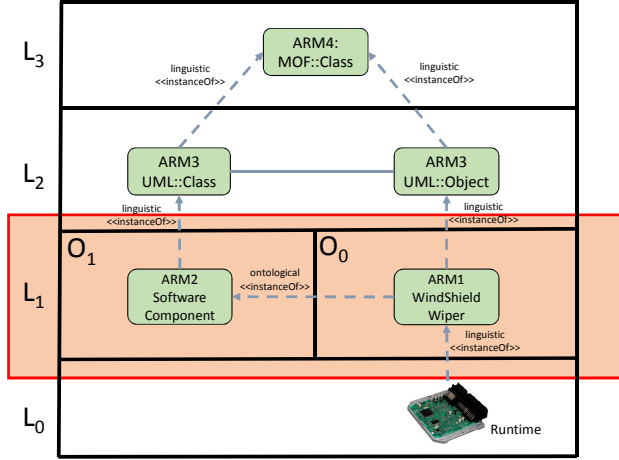 L3
ARM4:
MOF::Class
linguistic
<<instanceOf>>
linguistic
<<instanceOf>>
L2
ARM3
UML::Class
ARM3
UML::Object
linguistic
<<instanceOf>>
linguistic
<<instanceOf>>
O1
O0
L1
ARM2
Software
Component
ontological
<<instanceOf>>
ARM1
WindShield
Wiper
linguistic
<<instanceOf>>
L0
Runtime